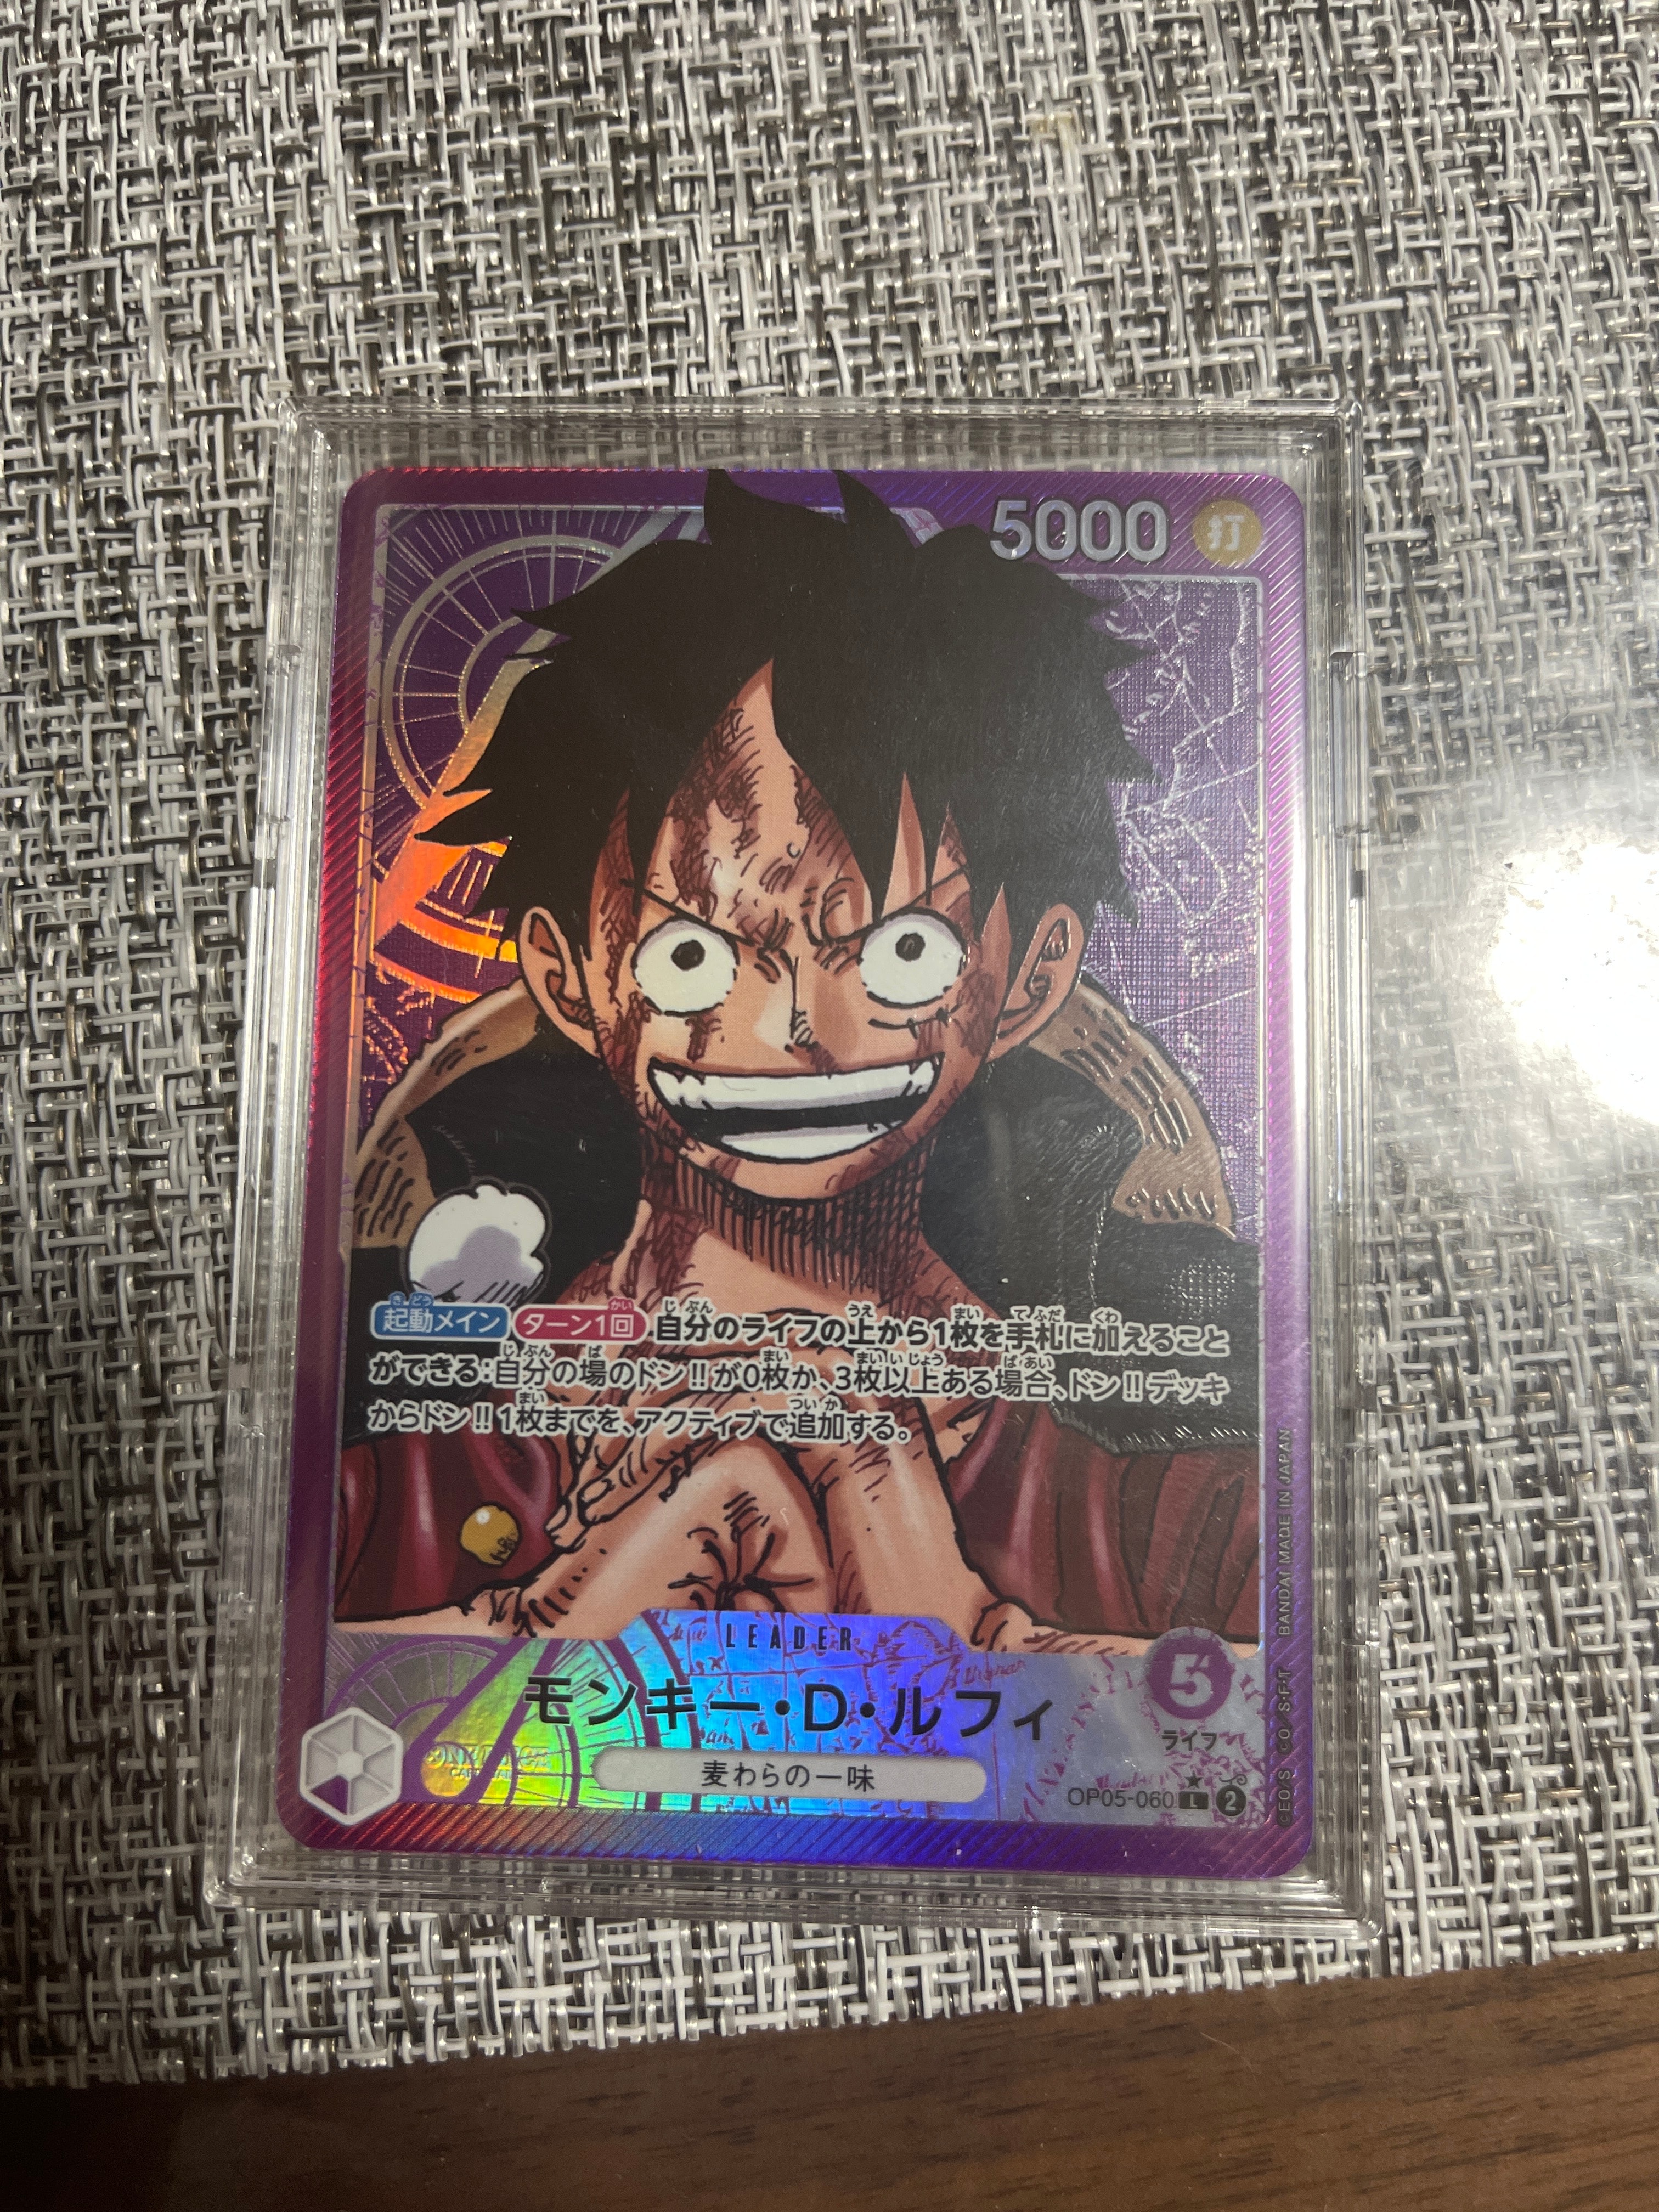 5000 打
起動メイン ターン1回 自分のライフの上から1枚を手札に加えること
ができる:自分の場のドン!!が0枚か、3枚以上ある場合、ドン!!デッキ
からドン!!1枚までを、アクティブで追加する。
LEADER
モンキー・D・ルフィ
5
ライフ
麦わらの一味
OP05-060 L 2
BANDAI MADE IN JAPAN